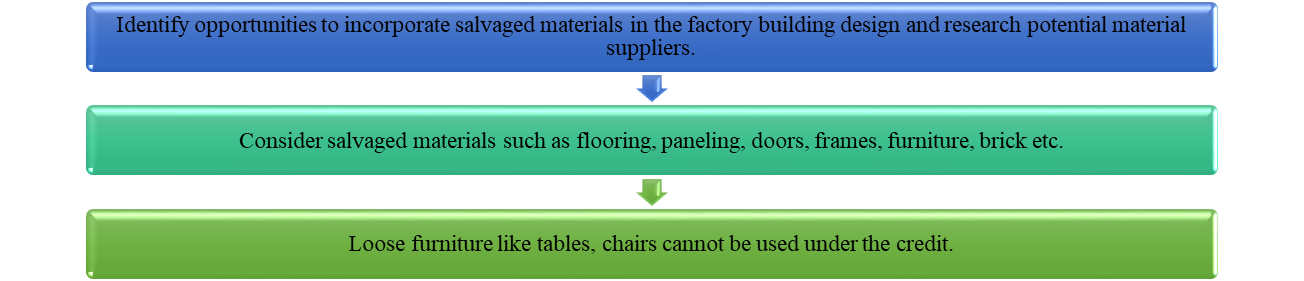 Identify opportunities to incorporate salvaged materials in the factory building design and research potential material
suppliers.
Consider salvaged materials such as flooring, paneling, doors, frames, furniture, brick etc.
Loose furniture like tables, chairs cannot be used under the credit.